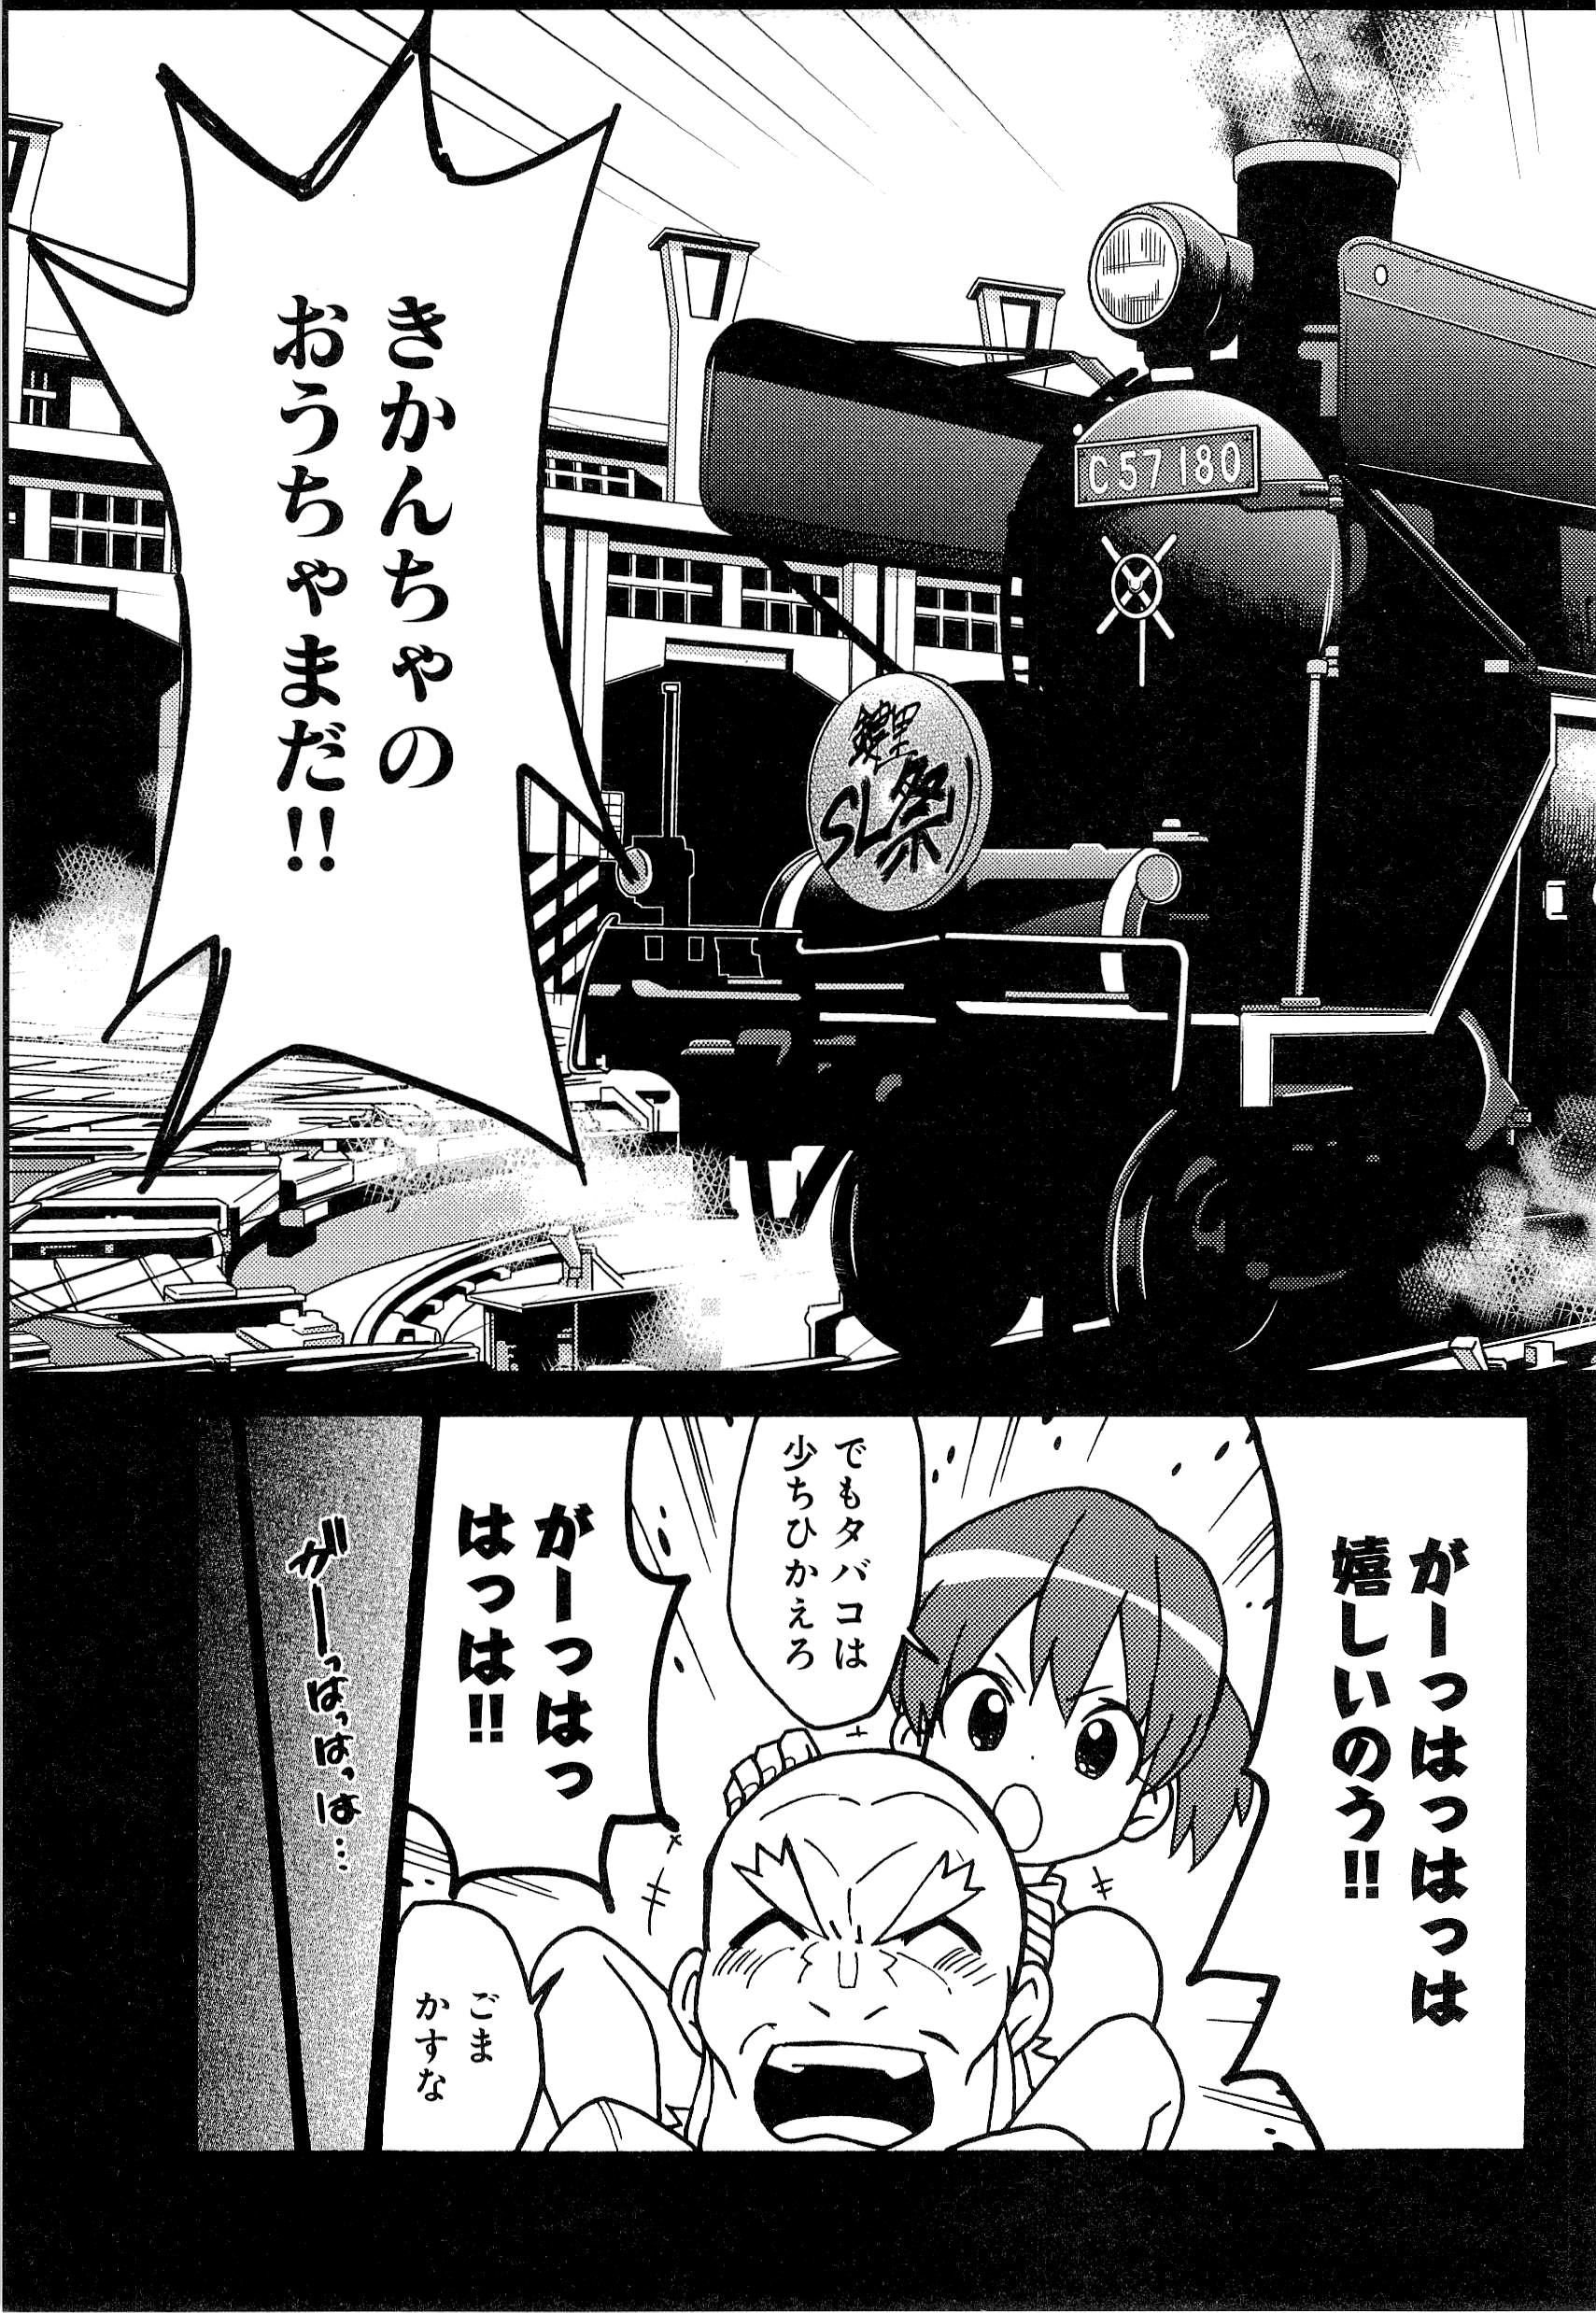 きかんちゃの
おうちゃまだ!!
C57 180
鍵里
SL祭
がーっはっはっは
嬉しいのう!!
でもタバコは
少ちひかえろ
がーっはっ
はっは!!
ごま
かすな
がーっはっはっは…